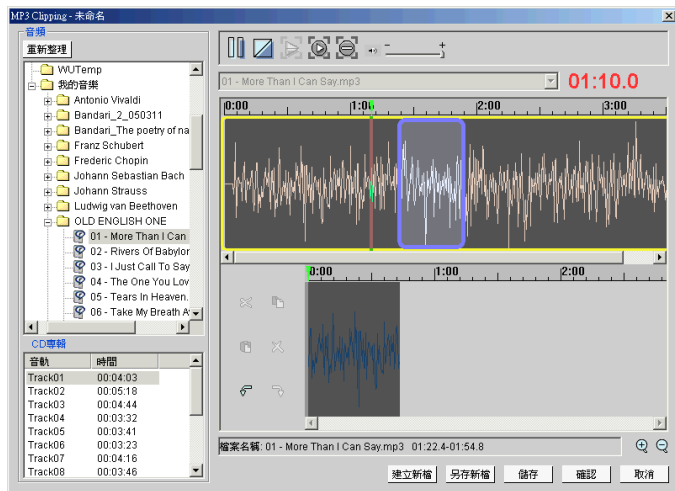 MP3 Clipping - 未命名
音頻
重新整理
WUTemp
我的音樂
Antonio Vivaldi
Bandari_2_050311
Bandari_The poetry of na
Franz Schubert
Frederic Chopin
Johann Sebastian Bach
Johann Strauss
Ludwig van Beethoven
OLD ENGLISH ONE
01 - More Than I Can
02 - Rivers Of Babylor
03 - I Just Call To Say
04 - The One You Lov
05 - Tears In Heaven.
06 - Take My Breath A
CD專輯
音軌 時間
Track01 00:04:03
Track02 00:05:18
Track03 00:04:44
Track04 00:03:32
Track05 00:03:41
Track06 00:03:23
Track07 00:04:16
Track08 00:03:46
01 - More Than I Can Say.mp3 01:10.0
0:00 1:00 2:00 3:00
0:00 1:00 2:00
檔案名稱: 01 - More Than I Can Say.mp3 01:22.4-01:54.8
建立新檔 另存新檔 儲存 確認 取消